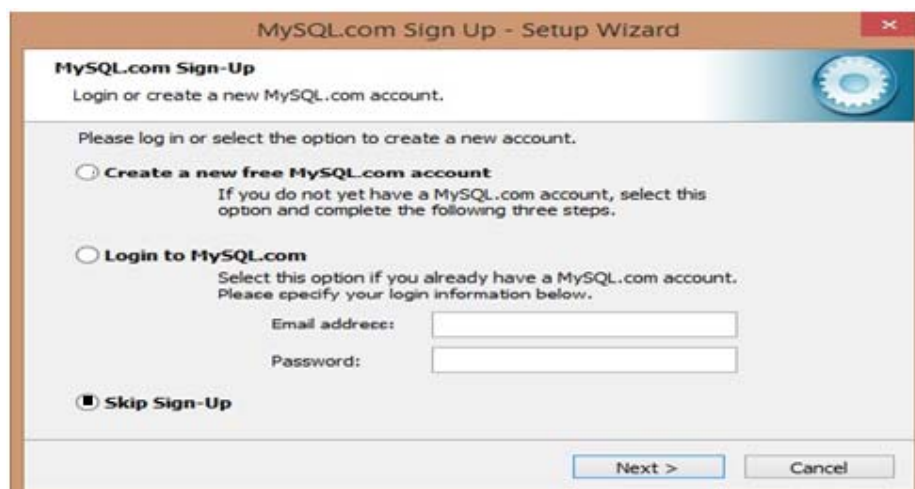 MySQL.com Sign Up - Setup Wizard
MySQL.com Sign-Up
Login or create a new MySQL.com account.
Please log in or select the option to create a new account.
Create a new free MySQL.com account
If you do not yet have a MySQL.com account, select this
option and complete the following three steps.
Login to MySQL.com
Select this option if you already have a MySQL.com account.
Please specify your login information below.
Email address:
Password:
Skip Sign-Up
Next >
Cancel